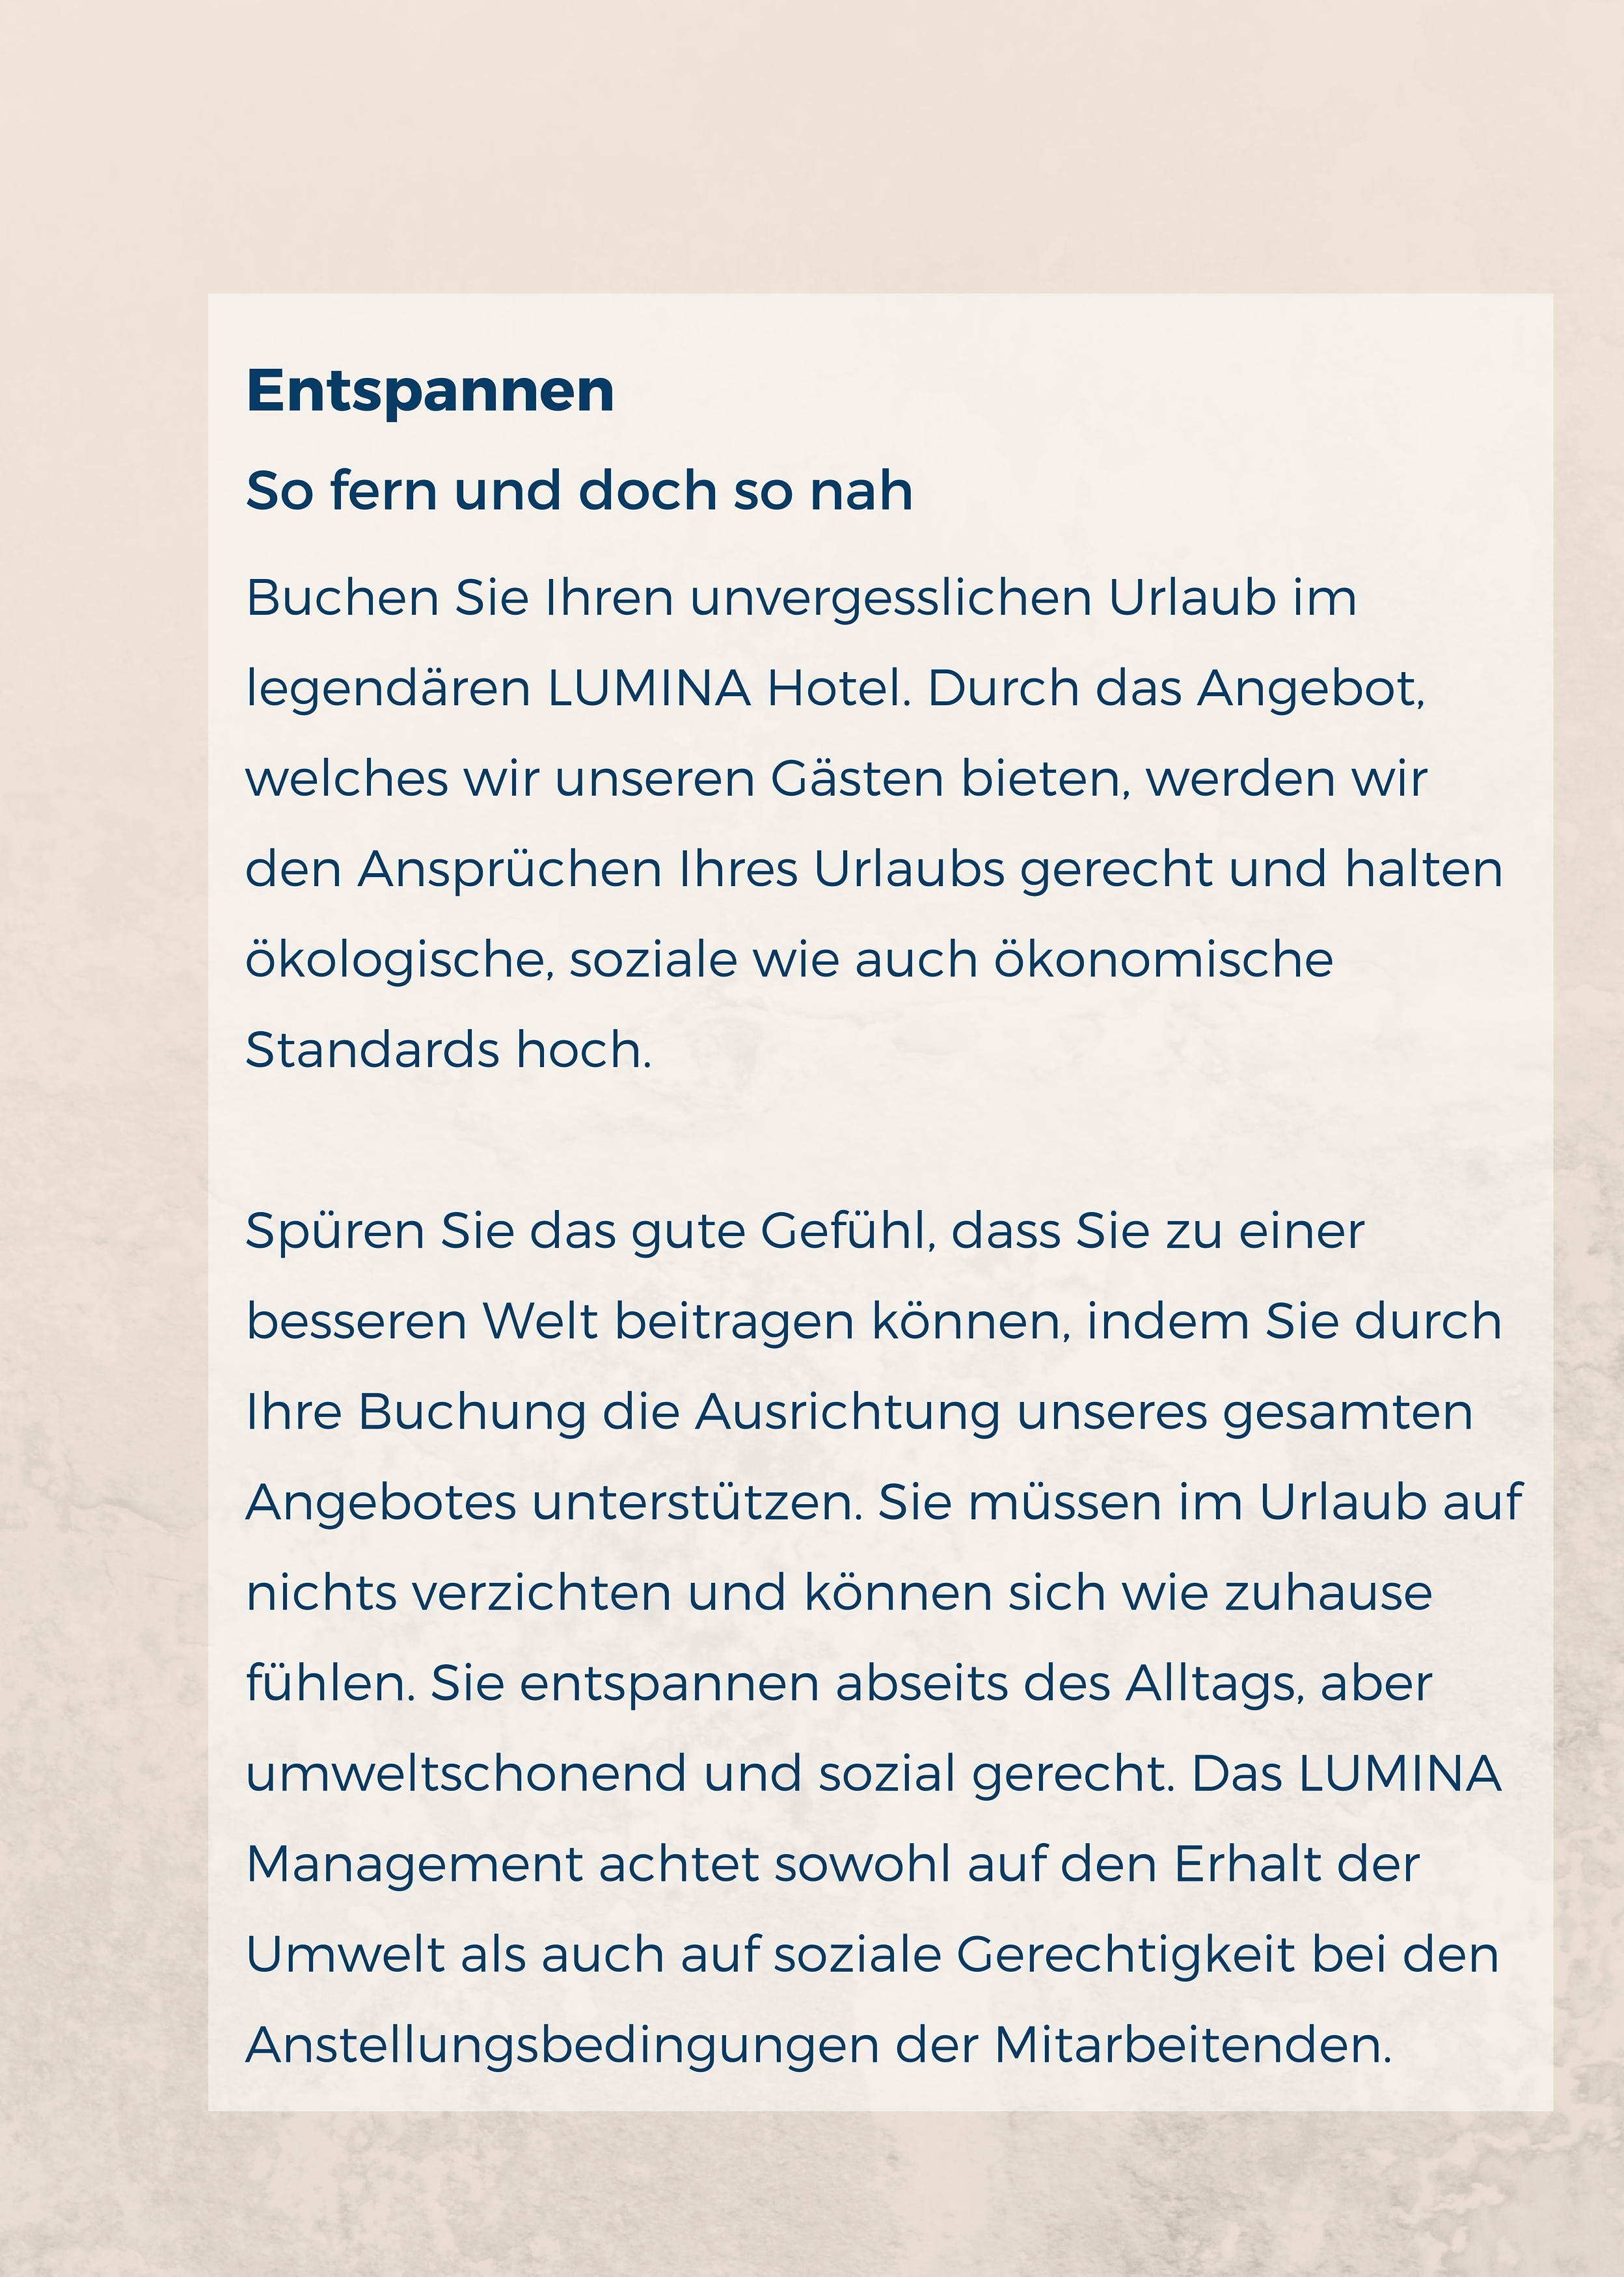 Entspannen
So fern und doch so nah
Buchen Sie Ihren unvergesslichen Urlaub im
legendären LUMINA Hotel. Durch das Angebot,
welches wir unseren Gästen bieten, werden wir
den Ansprüchen Ihres Urlaubs gerecht und halten
ökologische, soziale wie auch ökonomische
Standards hoch.
Spüren Sie das gute Gefühl, dass Sie zu einer
besseren Welt beitragen können, indem Sie durch
Ihre Buchung die Ausrichtung unseres gesamten
Angebotes unterstützen. Sie müssen im Urlaub auf
nichts verzichten und können sich wie zuhause
fühlen. Sie entspannen abseits des Alltags, aber
umweltschonend und sozial gerecht. Das LUMINA
Management achtet sowohl auf den Erhalt der
Umwelt als auch auf soziale Gerechtigkeit bei den
Anstellungsbedingungen der Mitarbeitenden.